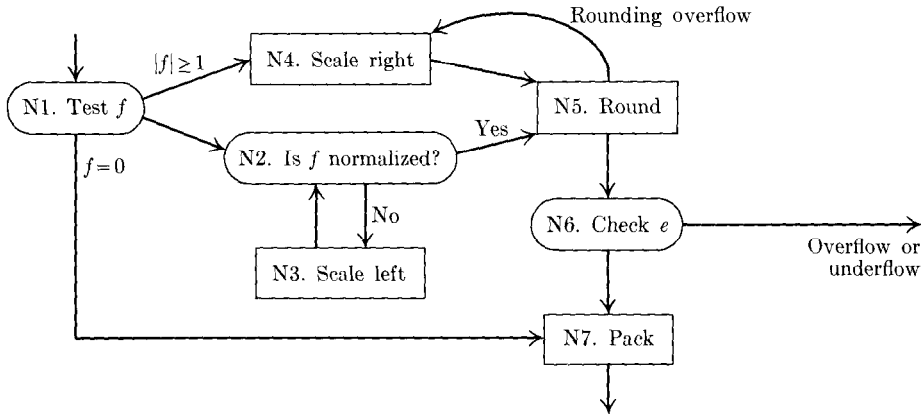 Rounding overflow
|f| ≥ 1
N4. Scale right
N1. Test f
N5. Round
f = 0
Yes
N2. Is f normalized?
No
N6. Check e
Overflow or
underflow
N3. Scale left
N7. Pack